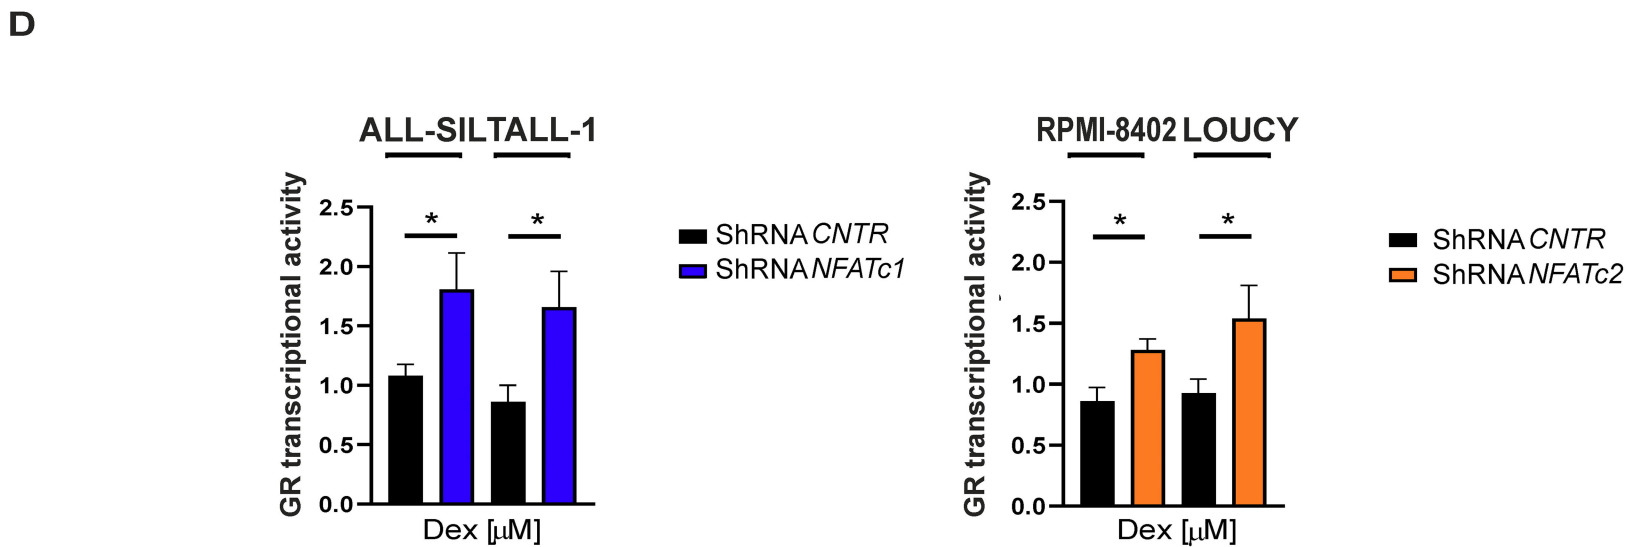 D
ALL-SIL TALL-1
GR transcriptional activity
2.5
2.0
1.5
1.0
0.5
0.0
*
*
Dex [μM]
ShRNA CNTR
ShRNA NFATc1
RPMI-8402 LOUCY
GR transcriptional activity
2.5
2.0
1.5
1.0
0.5
0.0
*
*
Dex [μM]
ShRNA CNTR
ShRNA NFATc2